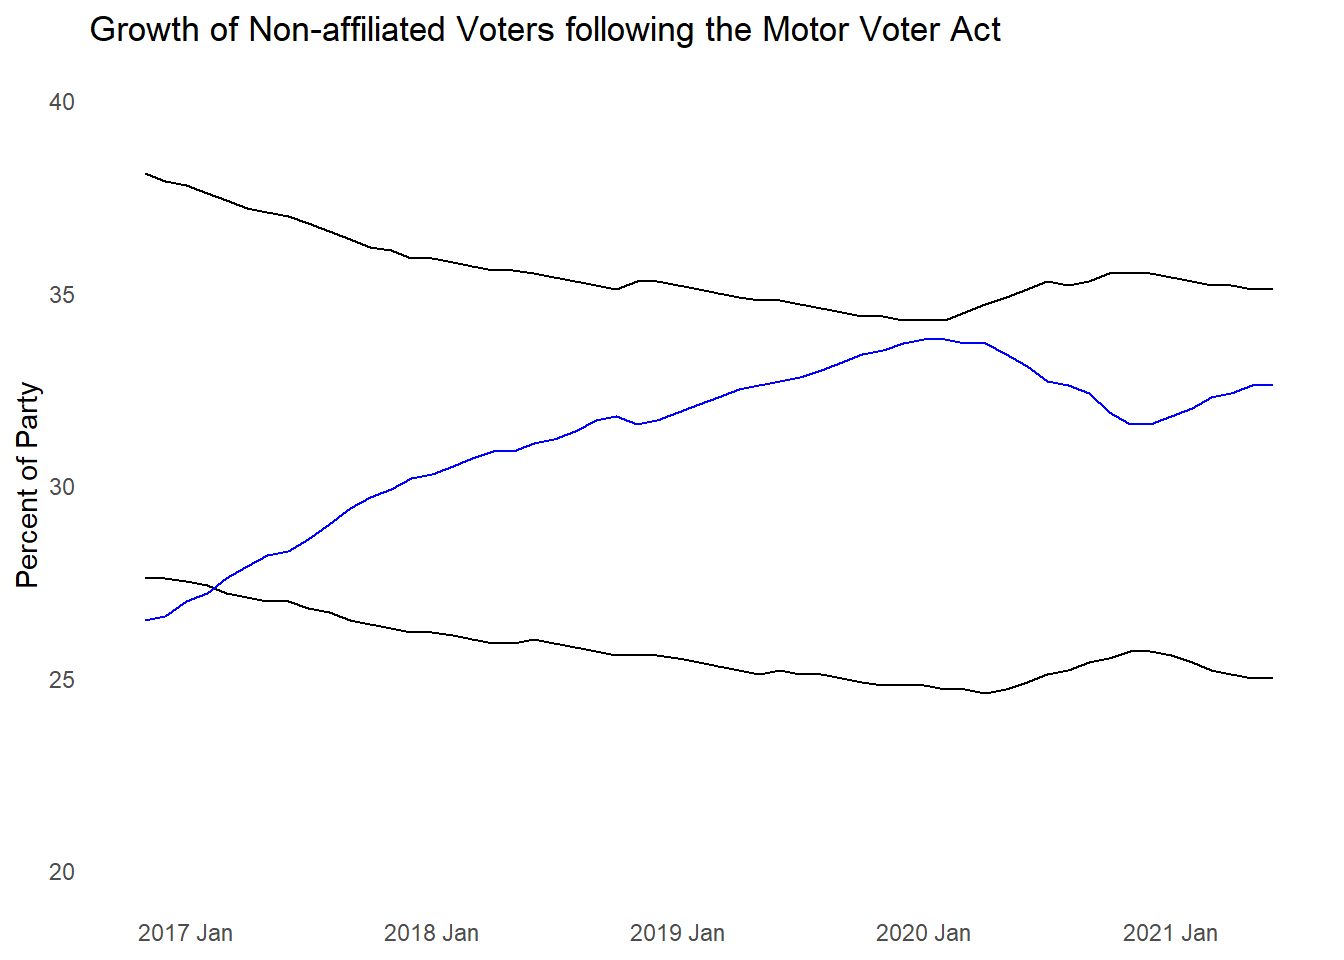 Growth of Non-affiliated Voters following the Motor Voter Act
40
35
30
25
20
Percent of Party
2017 Jan
2018 Jan
2019 Jan
2020 Jan
2021 Jan